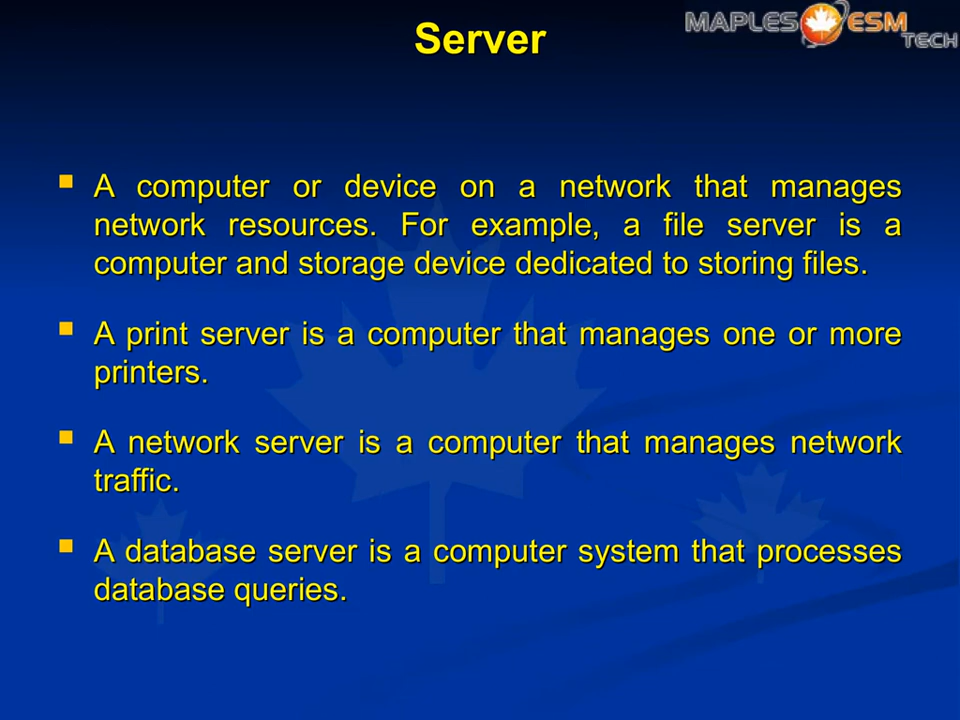 Server
MAPLES ESM
TECH
A computer or device on a network that manages
network resources. For example, a file server is a
computer and storage device dedicated to storing files.
A print server is a computer that manages one or more
printers.
A network server is a computer that manages network
traffic.
A database server is a computer system that processes
database queries.